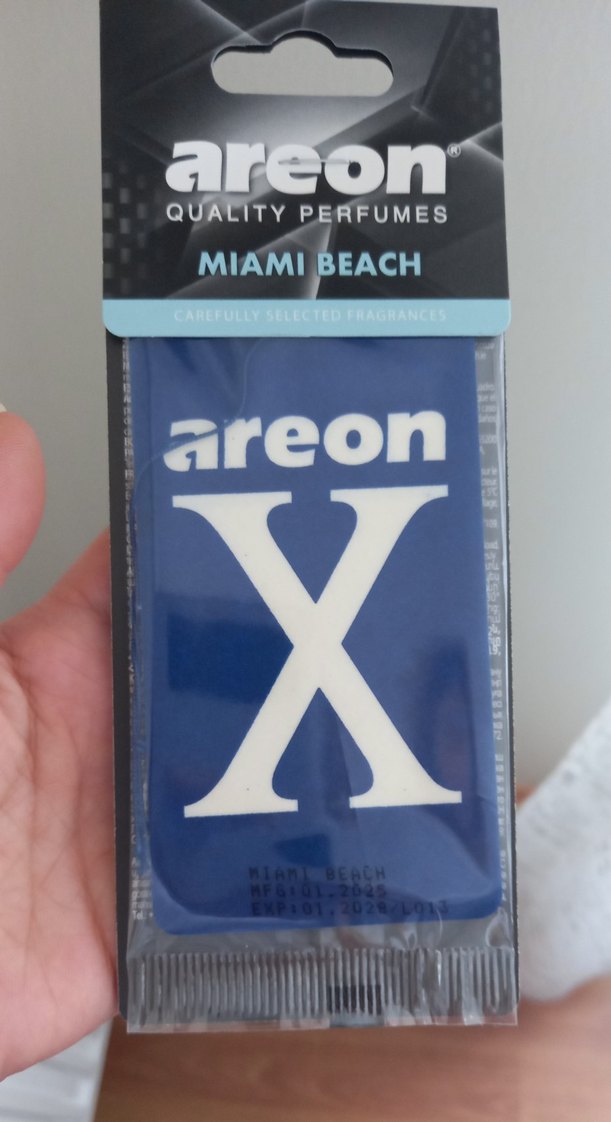 areon®
QUALITY PERFUMES
MIAMI BEACH
CAREFULLY SELECTED FRAGRANCES
areon
X
MIAMI BEACH
MFG:01.2025
EXP:01.2028/L013